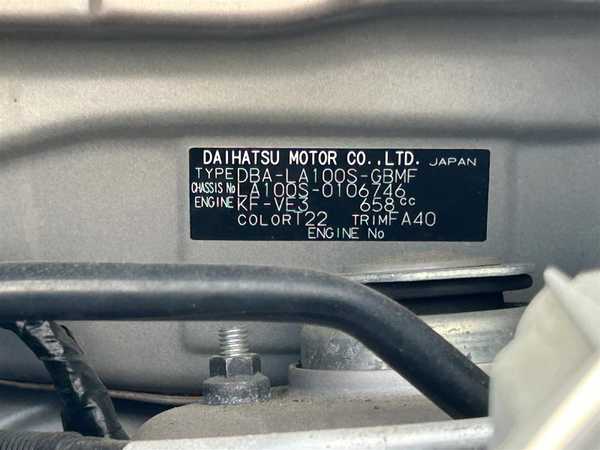 DAIHATSU MOTOR CO.,LTD. JAPAN
TYPE DBA-LA100S-GBMF
CHASSIS No LA100S-0106746
ENGINE KF-VE3 658cc
COLOR T22 TRIM FA40
ENGINE No